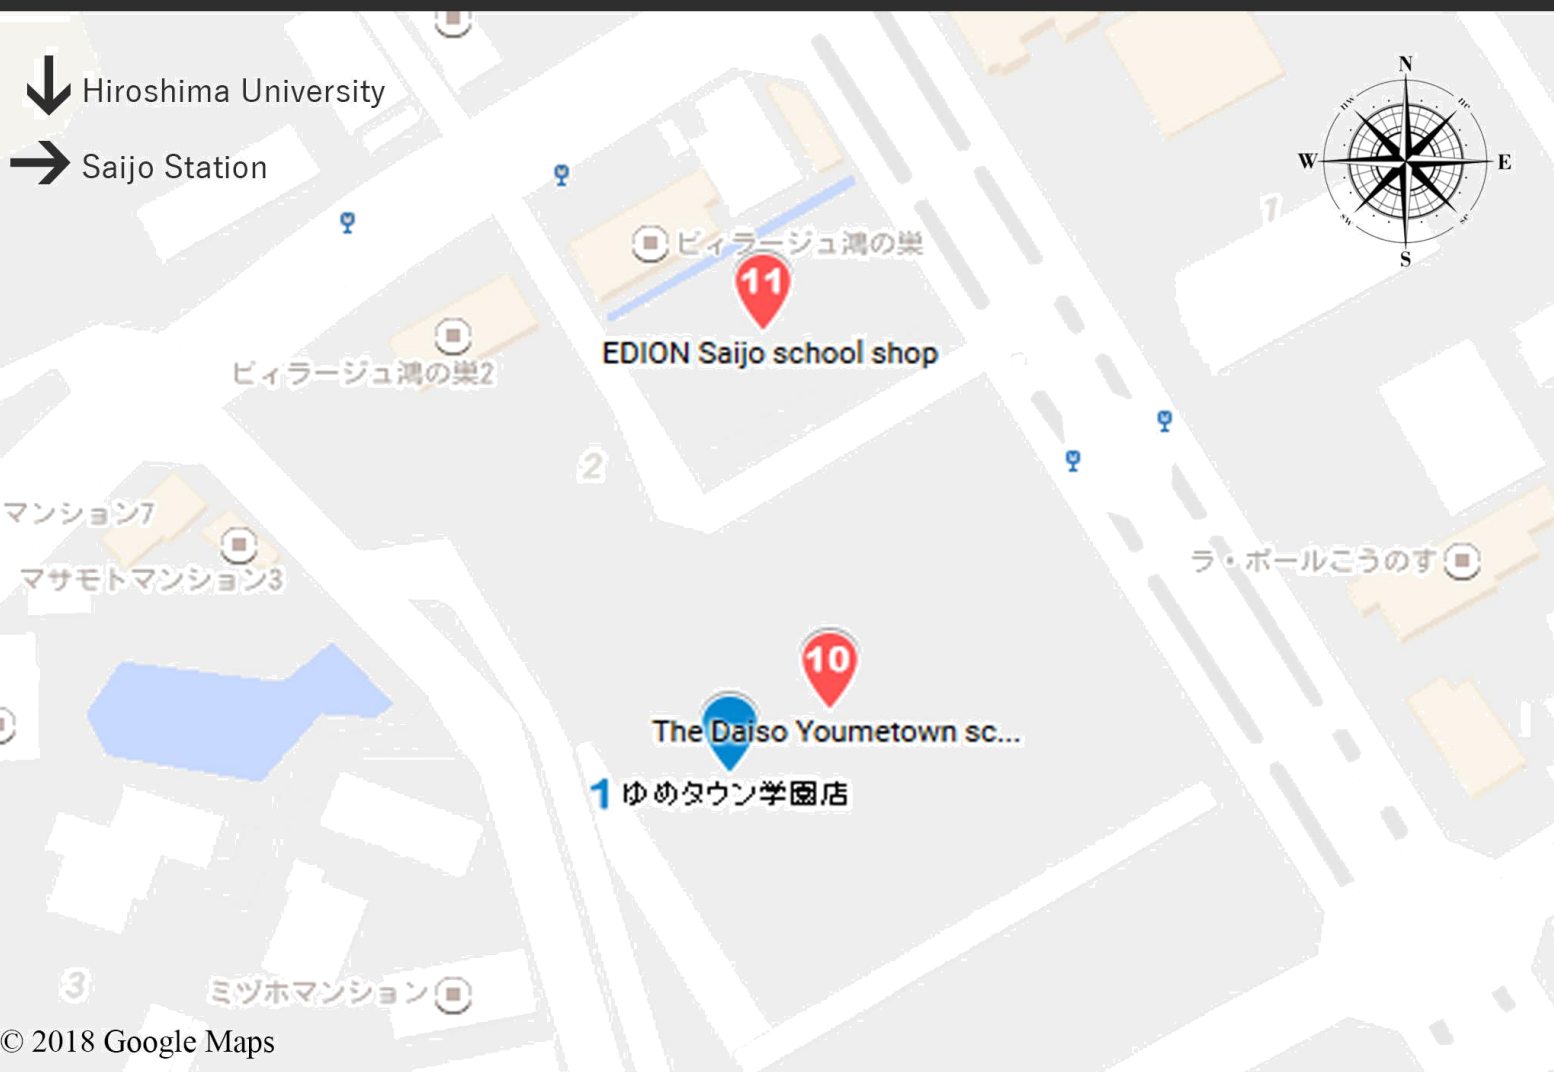 Hiroshima University
Saijo Station
N
nw
ne
W
E
sw
se
S
1
ビィラージュ鴻の巣
11
EDION Saijo school shop
ビィラージュ鴻の巣2
2
マンション7
マサモトマンション3
ラ・ポールこうのす
10
The Daiso Youmetown sc...
1 ゆめタウン学園店
3
ミヅホマンション
© 2018 Google Maps